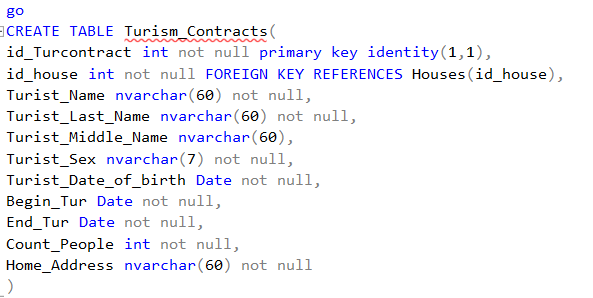 go
CREATE TABLE Turism_Contracts(
id_Turcontract int not null primary key identity(1,1),
id_house int not null FOREIGN KEY REFERENCES Houses(id_house),
Turist_Name nvarchar(60) not null,
Turist_Last_Name nvarchar(60) not null,
Turist_Middle_Name nvarchar(60),
Turist_Sex nvarchar(7) not null,
Turist_Date_of_birth Date not null,
Begin_Tur Date not null,
End_Tur Date not null,
Count_People int not null,
Home_Address nvarchar(60) not null
)